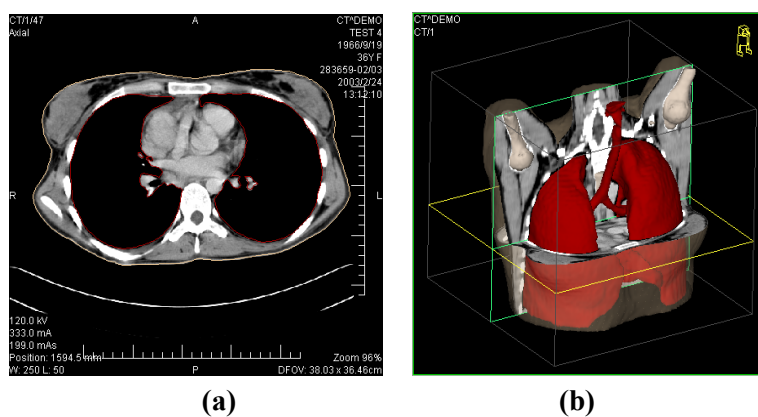 CT/1/47
Axial
A
CT^DEMO
TEST 4
1966/9/19
36Y F
283659-02/03
2003/2/24
13:12:10
R
L
120.0 kV
333.0 mA
199.0 mAs
Position: 1594.5 mm
W: 250 L: 50
P
Zoom 96%
DFOV: 38.03 x 36.46cm
CT^DEMO
CT/1
(a)
(b)